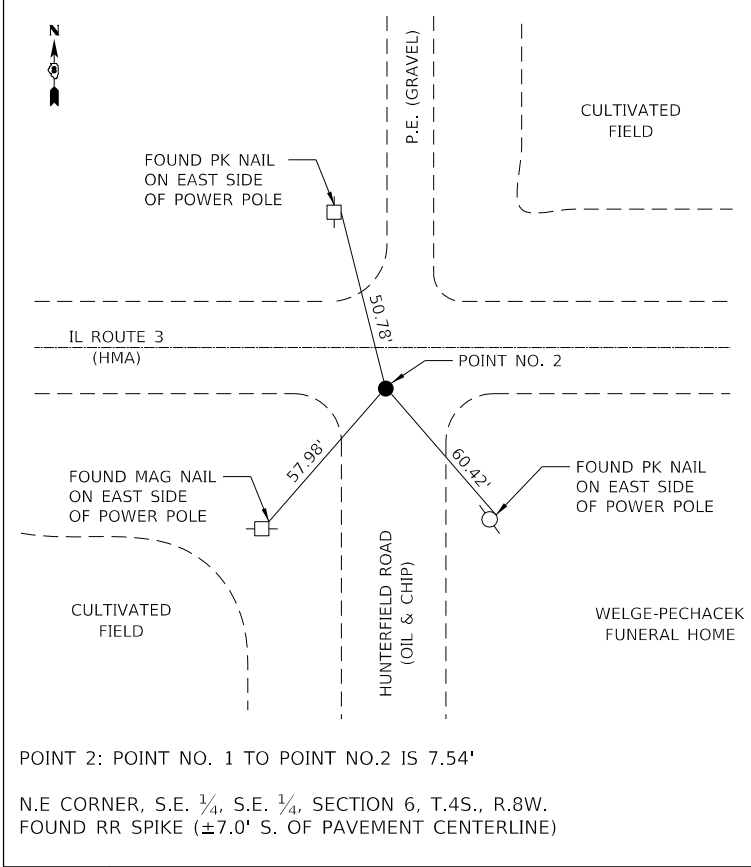 N
P.E. (GRAVEL)
CULTIVATED
FIELD
FOUND PK NAIL
ON EAST SIDE
OF POWER POLE
50.78'
IL ROUTE 3
(HMA)
POINT NO. 2
57.98'
60.42'
FOUND MAG NAIL
ON EAST SIDE
OF POWER POLE
FOUND PK NAIL
ON EAST SIDE
OF POWER POLE
HUNTERFIELD ROAD
(OIL & CHIP)
CULTIVATED
FIELD
WELGE-PECHACEK
FUNERAL HOME
POINT 2: POINT NO. 1 TO POINT NO.2 IS 7.54'
N.E CORNER, S.E. 1/4, S.E. 1/4, SECTION 6, T.4S., R.8W.
FOUND RR SPIKE (±7.0' S. OF PAVEMENT CENTERLINE)